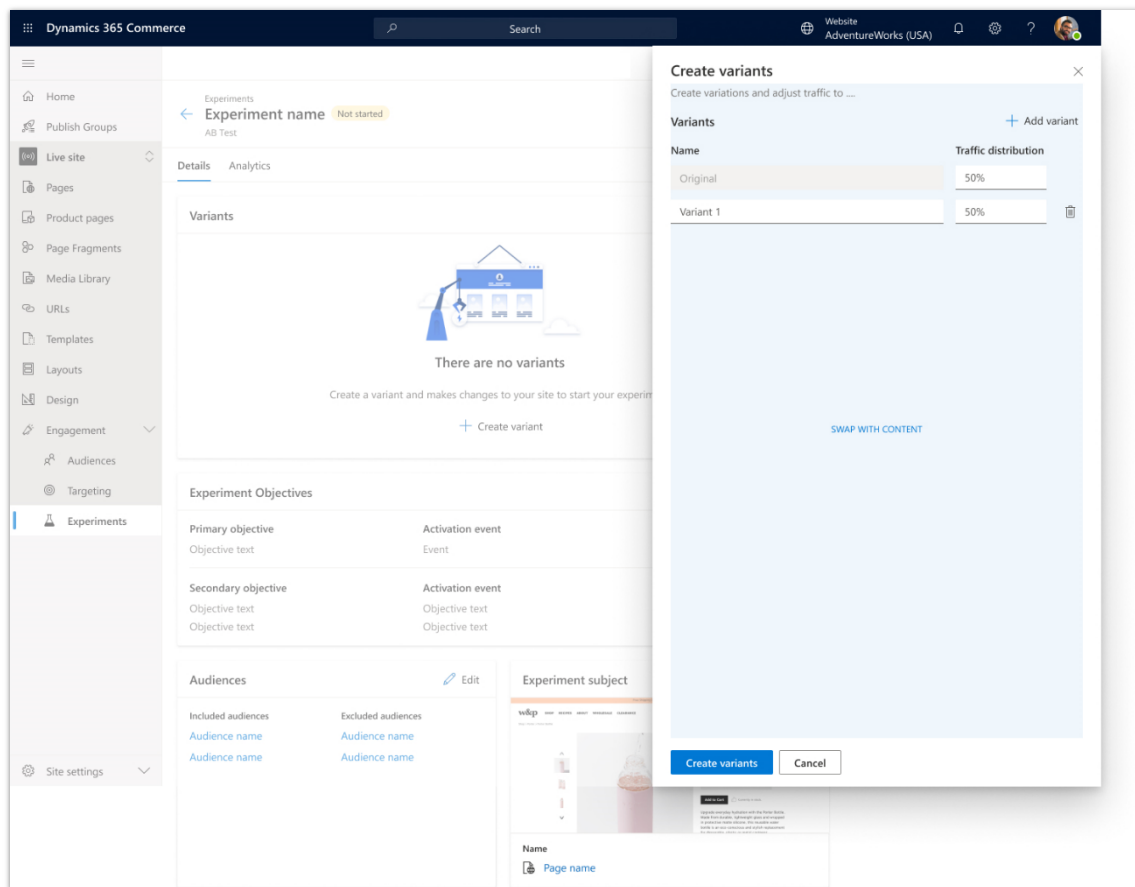 Dynamics 365 Commerce
Search
Website
AdventureWorks (USA)
Home
Publish Groups
Live site
Pages
Product pages
Page Fragments
Media Library
URLs
Templates
Layouts
Design
Engagement
Audiences
Targeting
Experiments
Site settings
Experiments
Experiment name
Not started
AB Test
Details Analytics
Variants
There are no variants
Create a variant and makes changes to your site to start your experim
Create variant
Experiment Objectives
Primary objective Activation event
Objective text Event
Secondary objective Activation event
Objective text Objective text
Objective text Objective text
Audiences Edit
Included audiences Excluded audiences
Audience name Audience name
Audience name Audience name
Experiment subject
w&p
Name
Page name
Create variants
Create variations and adjust traffic to ...
Variants Add variant
Name Traffic distribution
Original 50%
Variant 1 50%
SWAP WITH CONTENT
Create variants Cancel